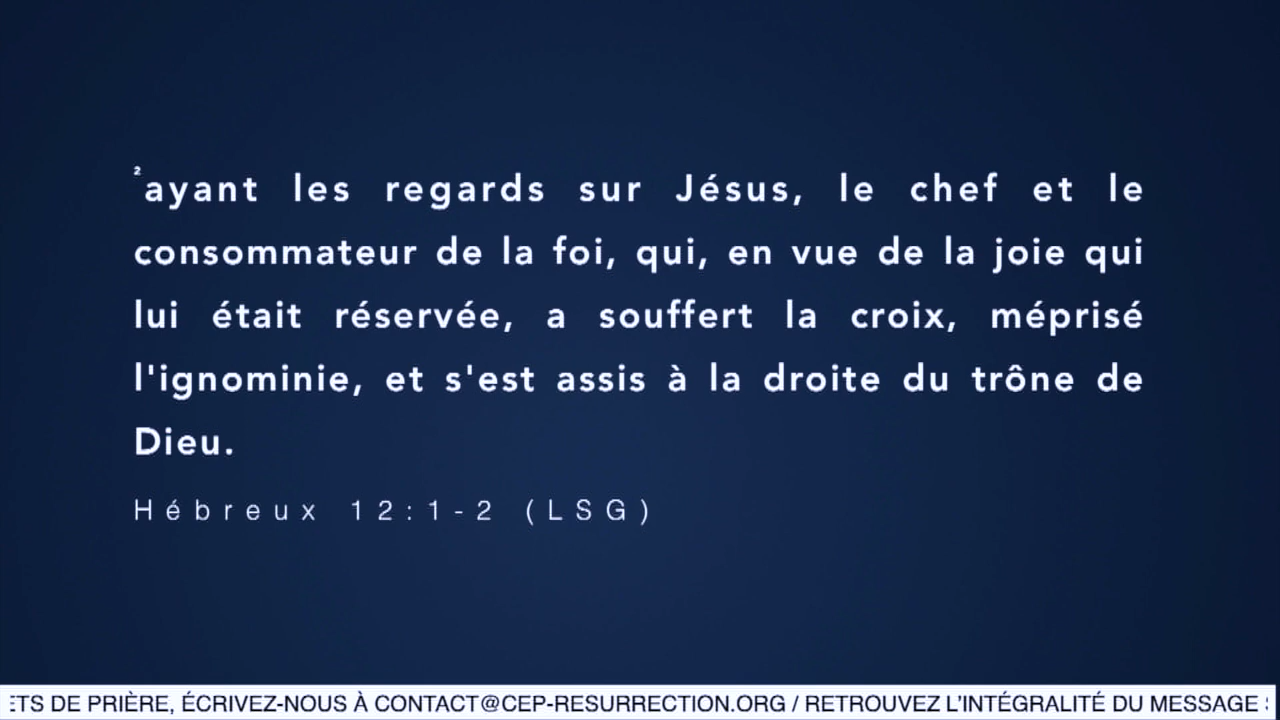 ²ayant les regards sur Jésus, le chef et le
consommateur de la foi, qui, en vue de la joie qui
lui était réservée, a souffert la croix, méprisé
l'ignominie, et s'est assis à la droite du trône de
Dieu.
Hébreux 12:1-2 (LSG)
ETS DE PRIÈRE, ÉCRIVEZ-NOUS À CONTACT@CEP-RESURRECTION.ORG / RETROUVEZ L'INTÉGRALITÉ DU MESSAGE